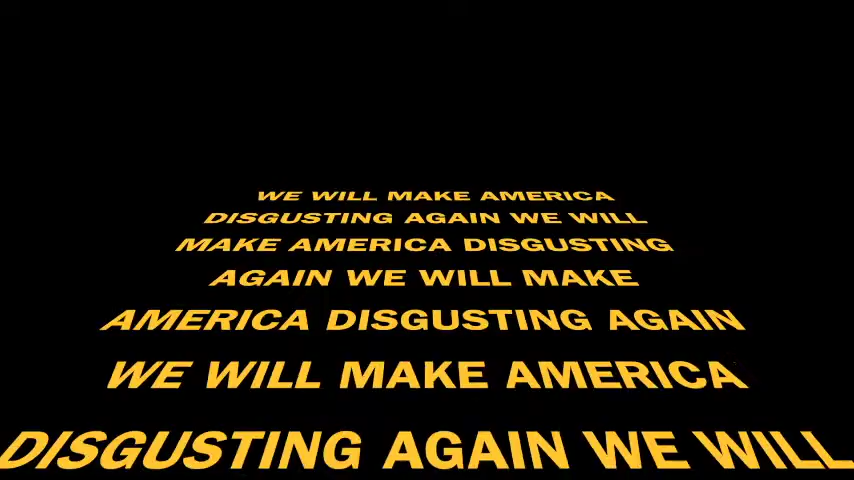 WE WILL MAKE AMERICA
DISGUSTING AGAIN WE WILL
MAKE AMERICA DISGUSTING
AGAIN WE WILL MAKE
AMERICA DISGUSTING AGAIN
WE WILL MAKE AMERICA
DISGUSTING AGAIN WE WILL